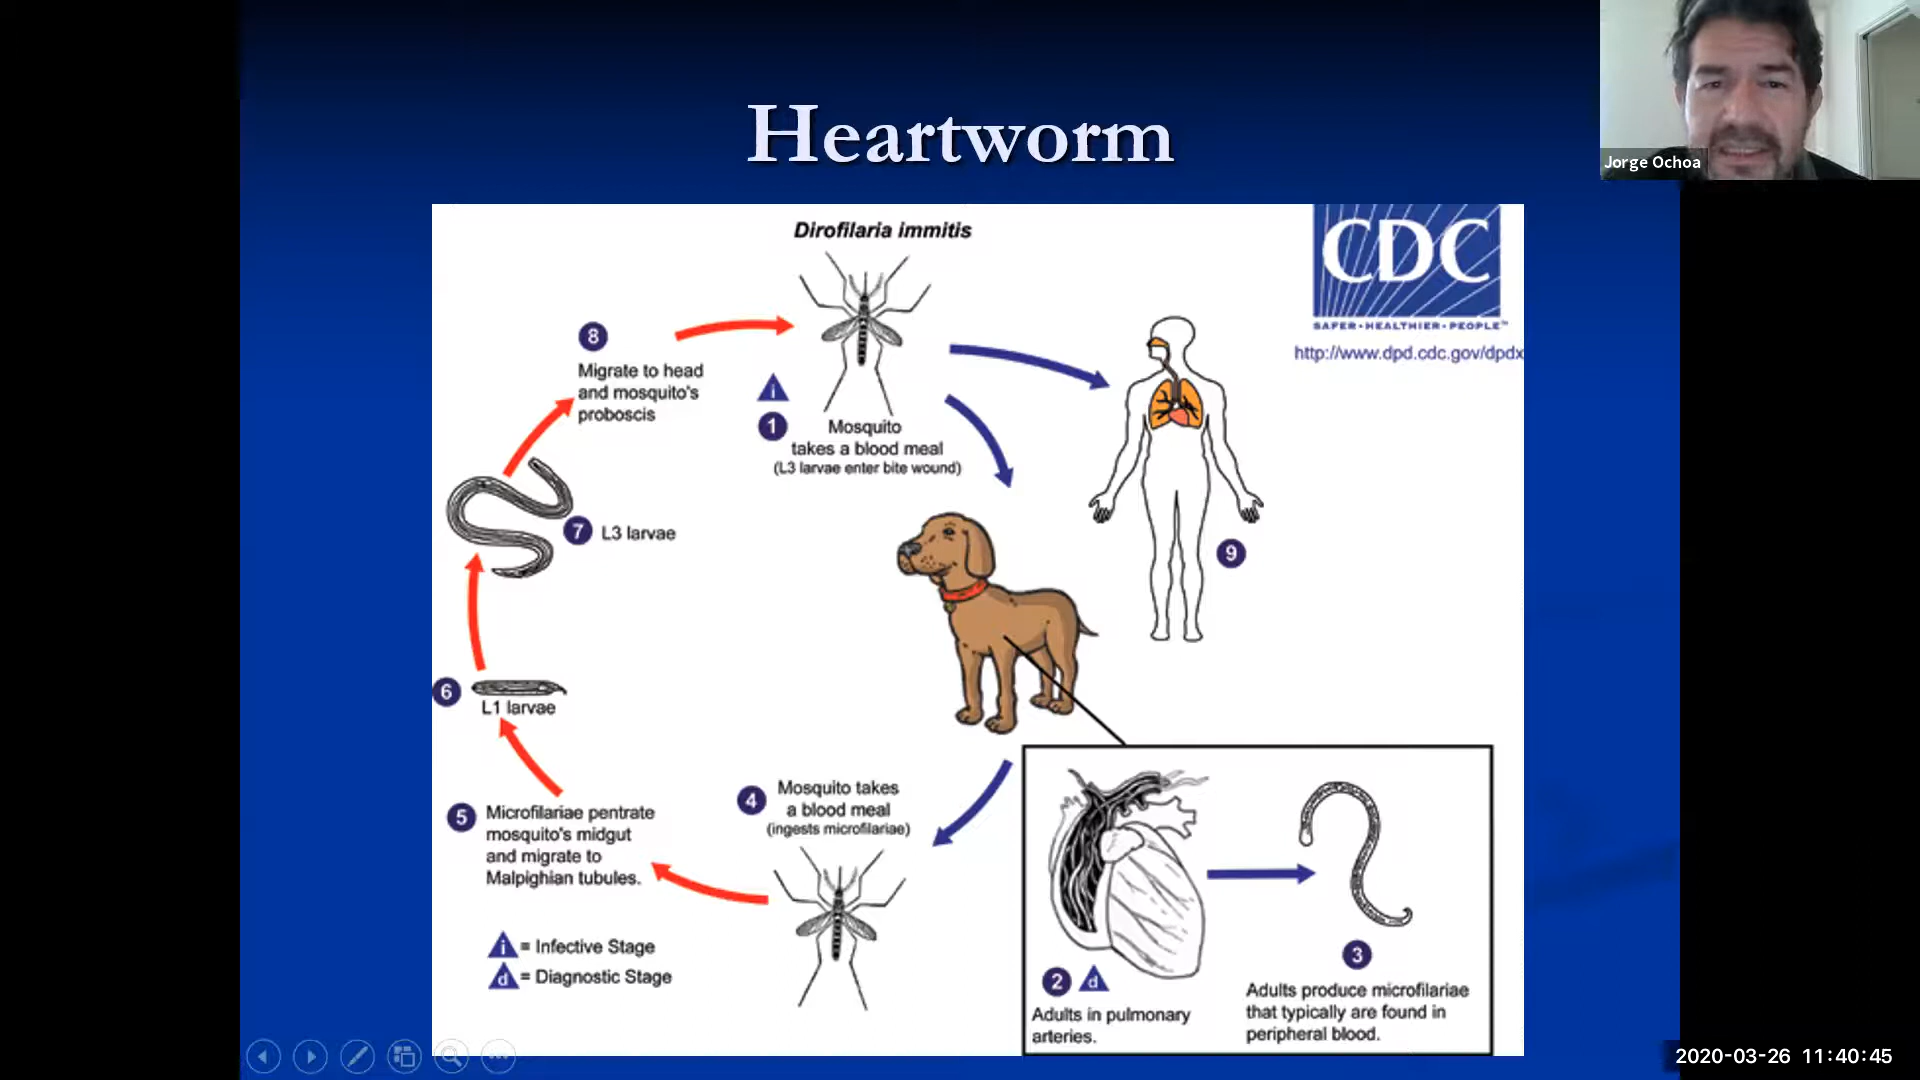 Heartworm
Jorge Ochoa
Dirofilaria immitis
CDC
SAFER•HEALTHIER•PEOPLE™
http://www.dpd.cdc.gov/dpdx
8
Migrate to head
and mosquito's
proboscis
i
1
Mosquito
takes a blood meal
(L3 larvae enter bite wound)
7
L3 larvae
9
6
L1 larvae
4
Mosquito takes
a blood meal
(ingests microfilariae)
5
Microfilariae pentrate
mosquito's midgut
and migrate to
Malpighian tubules.
i = Infective Stage
d = Diagnostic Stage
2 d
Adults in pulmonary
arteries.
3
Adults produce microfilariae
that typically are found in
peripheral blood.
2020-03-26 11:40:45